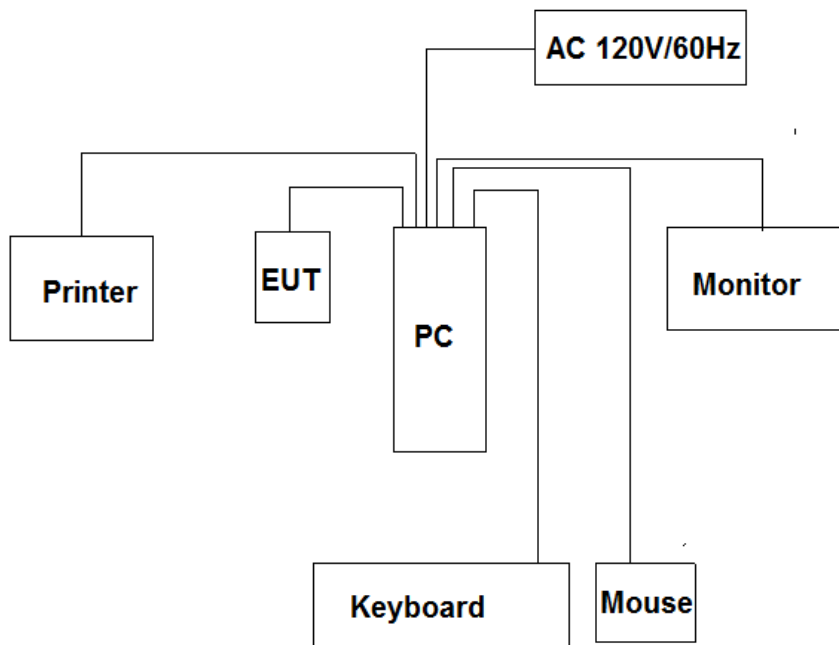 AC 120V/60Hz
Printer
EUT
PC
Monitor
Keyboard
Mouse